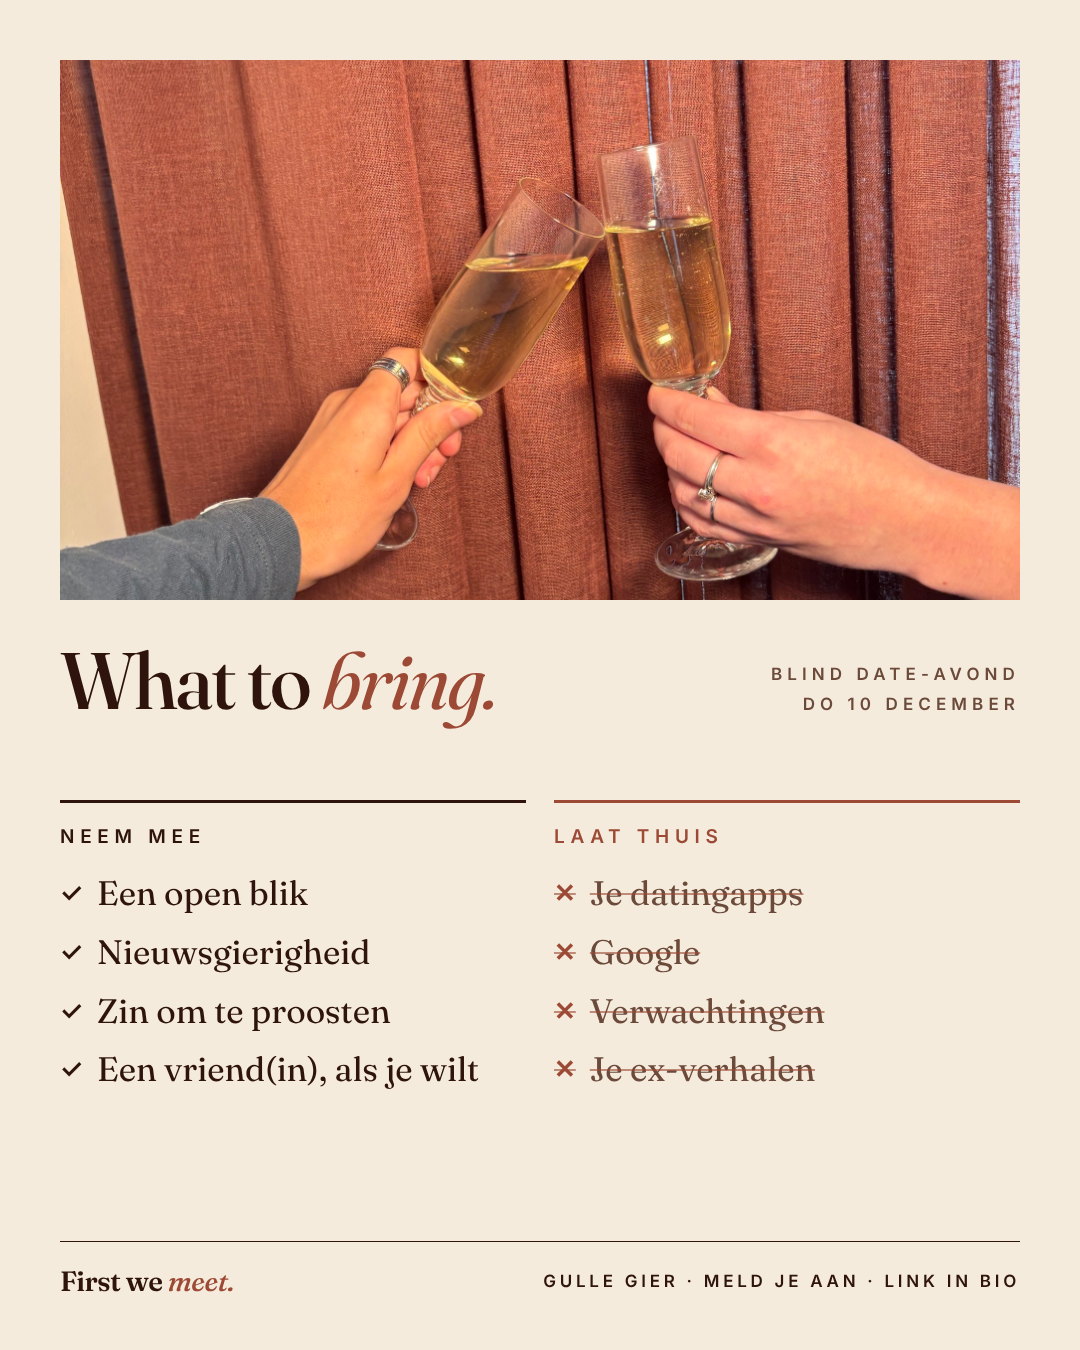 What to bring.
BLIND DATE-AVOND
DO 10 DECEMBER
NEEM MEE
✓ Een open blik
✓ Nieuwsgierigheid
✓ Zin om te proosten
✓ Een vriend(in), als je wilt
LAAT THUIS
✕ Je datingapps
✕ Google
✕ Verwachtingen
✕ Je ex-verhalen
First we meet.
GULLE GIER · MELD JE AAN · LINK IN BIO